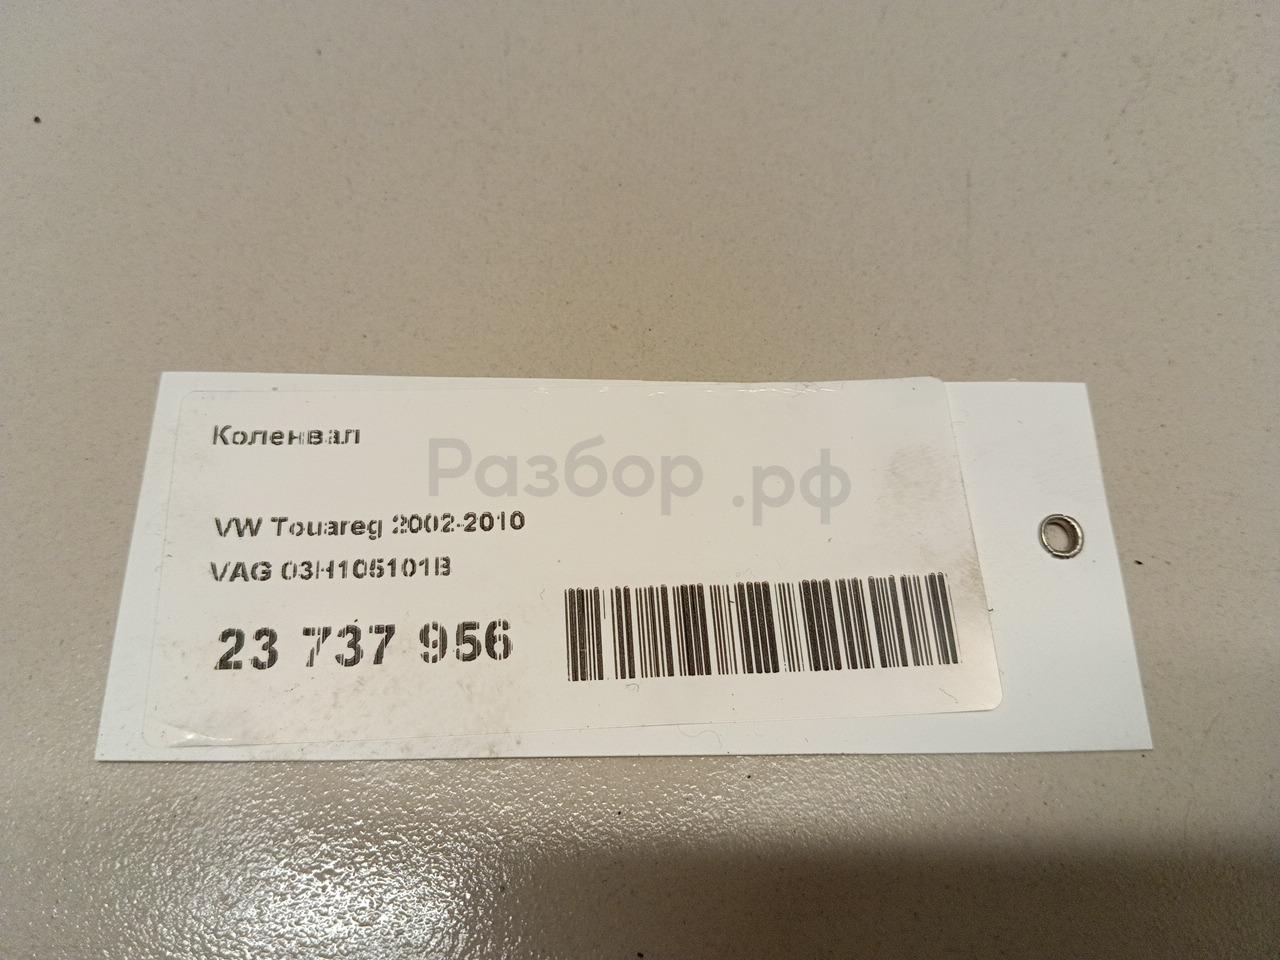 Коленвал
Разбор.рф
VW Touareg 2002-2010
VAG 03H105101B
23 737 956